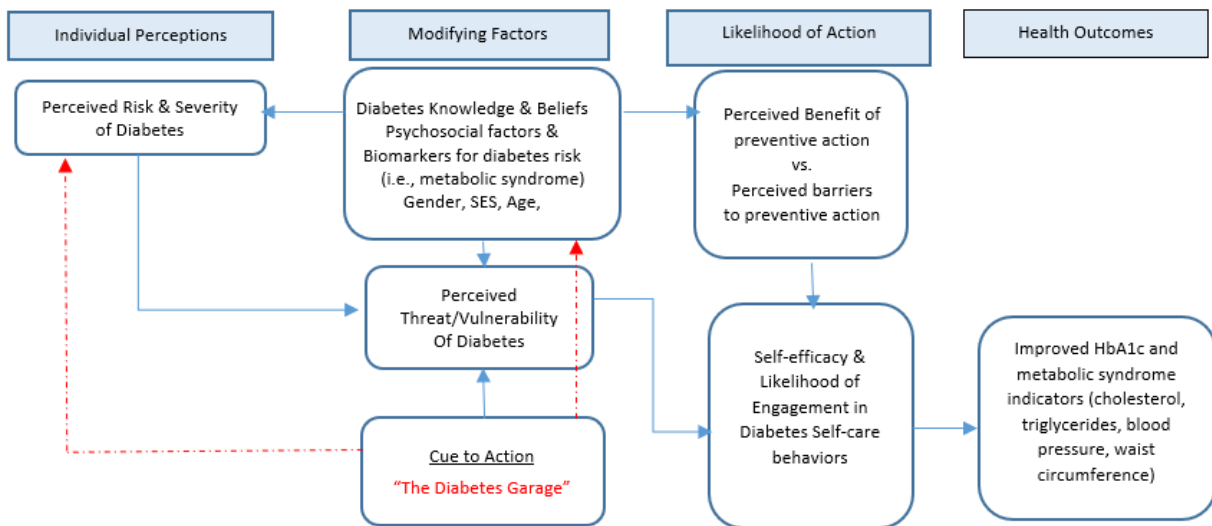 Individual Perceptions
Modifying Factors
Likelihood of Action
Health Outcomes
Perceived Risk & Severity
of Diabetes
Diabetes Knowledge & Beliefs
Psychosocial factors &
Biomarkers for diabetes risk
(i.e., metabolic syndrome)
Gender, SES, Age,
Perceived Benefit of
preventive action
vs.
Perceived barriers
to preventive action
Perceived
Threat/Vulnerability
Of Diabetes
Self-efficacy &
Likelihood of
Engagement in
Diabetes Self-care
behaviors
Improved HbA1c and
metabolic syndrome
indicators (cholesterol,
triglycerides, blood
pressure, waist
circumference)
Cue to Action
“The Diabetes Garage”